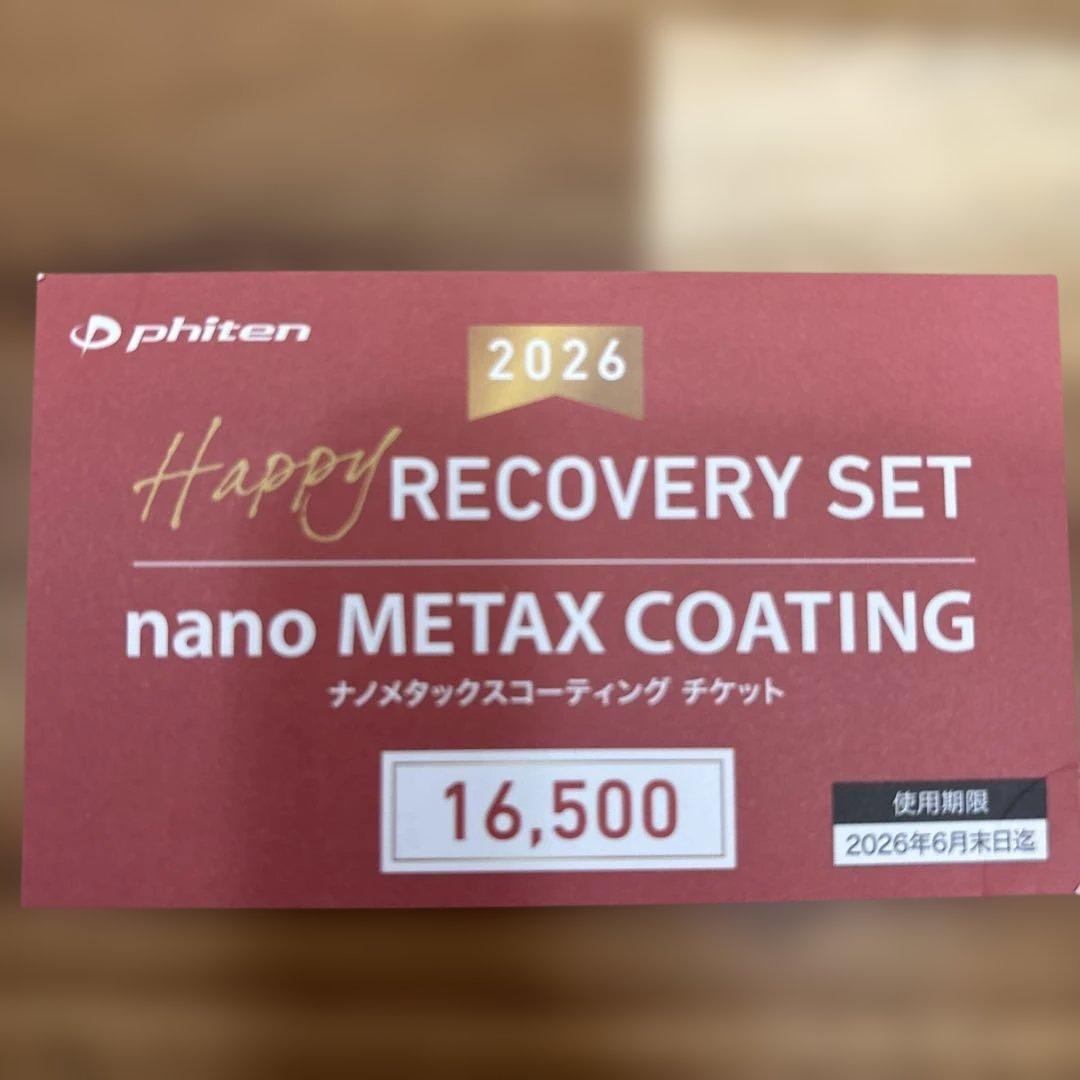 phiten
2026
Happy RECOVERY SET
nano METAX COATING
ナノメタックスコーティング チケット
16,500
使用期限
2026年6月末日迄